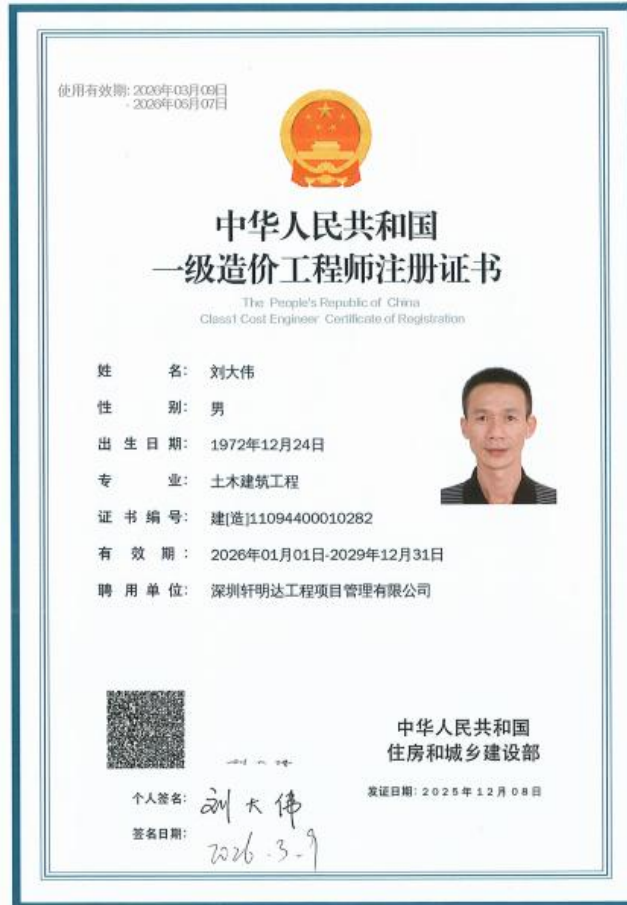 使用有效期: 2026年03月09日
- 2026年06月07日
中华人民共和国
一级造价工程师注册证书
The People's Republic of China
Class1 Cost Engineer Certificate of Registration
姓 名: 刘大伟
性 别: 男
出生日期: 1972年12月24日
专 业: 土木建筑工程
证书编号: 建[造]11094400010282
有 效 期: 2026年01月01日-2029年12月31日
聘用单位: 深圳轩明达工程项目管理有限公司
中华人民共和国
住房和城乡建设部
个人签名: 刘大伟
签名日期: 2026.3.9
发证日期: 2025年12月08日